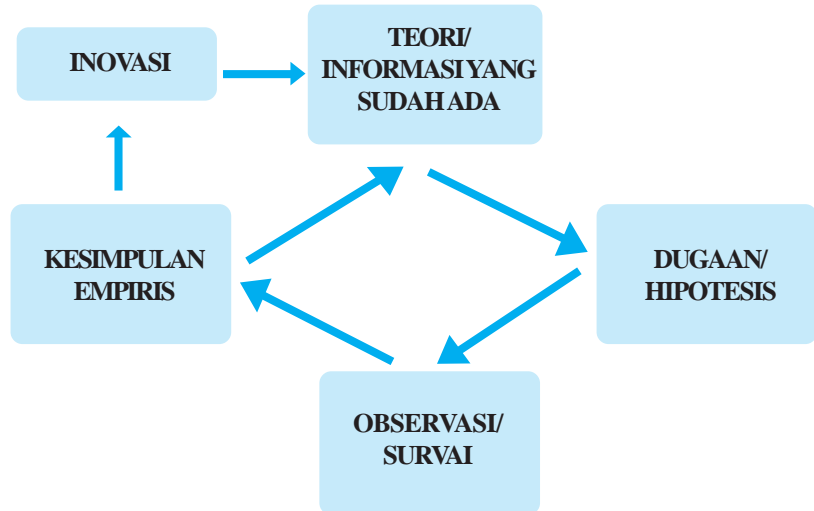 INOVASI
TEORI/
INFORMASI YANG
SUDAH ADA
KESIMPULAN
EMPIRIS
DUGAAN/
HIPOTESIS
OBSERVASI/
SURVAI